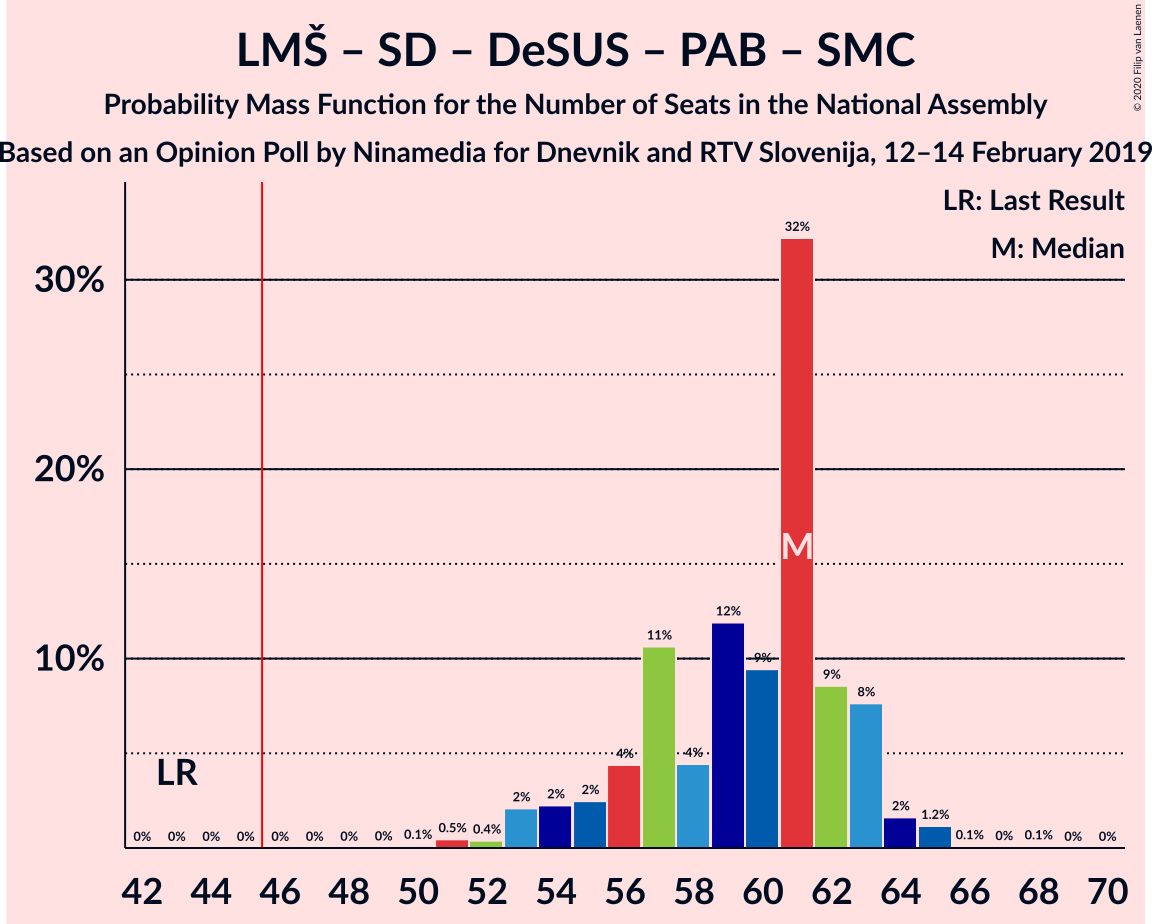 LMŠ – SD – DeSUS – PAB – SMC
Probability Mass Function for the Number of Seats in the National Assembly
Based on an Opinion Poll by Ninamedia for Dnevnik and RTV Slovenija, 12–14 February 2019
© 2020 Filip van Laenen
LR: Last Result
M: Median
30%
20%
10%
LR
M
0% 0% 0% 0% 0% 0% 0% 0% 0.1% 0.5% 0.4% 2% 2% 2% 4% 11% 4% 12% 9% 32% 9% 8% 2% 1.2% 0.1% 0% 0.1% 0% 0%
42 44 46 48 50 52 54 56 58 60 62 64 66 68 70